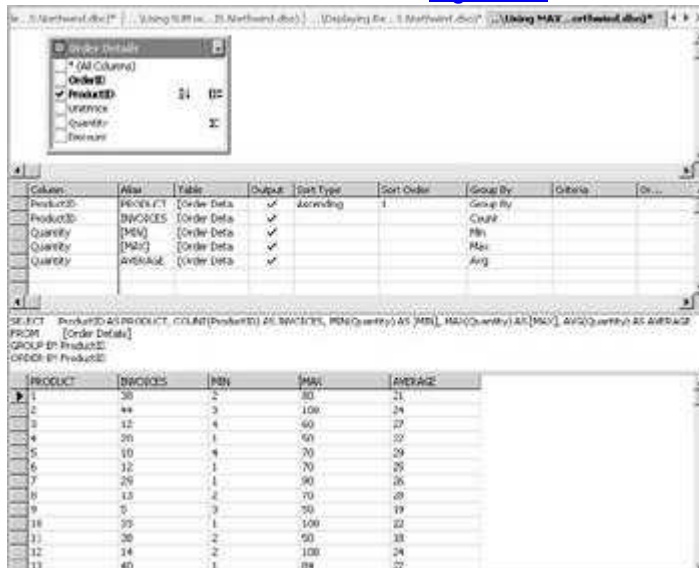 Order Details
* (All Columns)
OrderID
ProductID
UnitPrice
Quantity
Discount
Column Alias Table Output Sort Type Sort Order Group By Criteria Or...
ProductID PRODUCT [Order Deta Ascending 1 Group By
ProductID INVOICES [Order Deta Count
Quantity [MIN] [Order Deta Min
Quantity [MAX] [Order Deta Max
Quantity AVERAGE [Order Deta Avg
SELECT ProductID AS PRODUCT, COUNT(ProductID) AS INVOICES, MIN(Quantity) AS [MIN], MAX(Quantity) AS [MAX], AVG(Quantity) AS AVERAGE
FROM [Order Details]
GROUP BY ProductID
ORDER BY ProductID
PRODUCT INVOICES MIN MAX AVERAGE
1 38 2 80 21
2 44 3 100 24
3 12 4 60 27
4 20 1 50 22
5 10 4 70 29
6 12 1 70 25
7 29 1 90 26
8 13 2 70 28
9 5 3 50 19
10 33 1 100 22
11 38 2 50 18
12 14 2 100 24
13 40 1 84 22